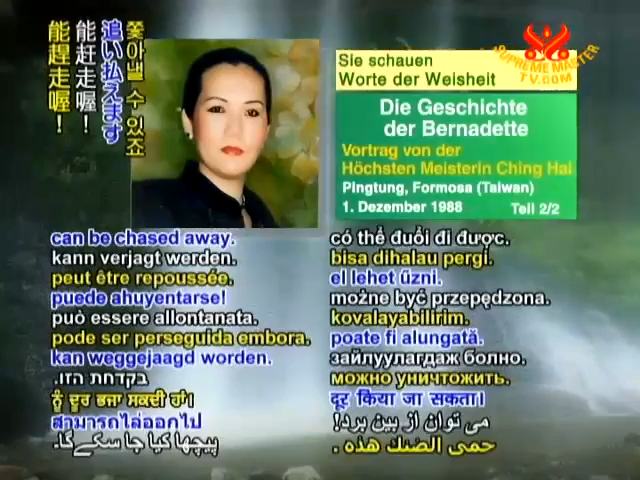 能趕走喔！
能赶走喔！
追い払えます
쫓아낼 수 있죠
SUPREME MASTER
TV.COM
Sie schauen
Worte der Weisheit
Die Geschichte
der Bernadette
Vortrag von der
Höchsten Meisterin Ching Hai
Pingtung, Formosa (Taiwan)
1. Dezember 1988
Teil 2/2
can be chased away.
kann verjagt werden.
peut être repoussée.
puede ahuyentarse!
può essere allontanata.
pode ser perseguida embora.
kan weggejaagd worden.
בקדחת הזו.
ਨੂੰ ਦੂਰ ਭਜਾ ਸਕਦੀ ਹਾਂ।
สามารถไล่ออกไป
پیچھا کیا جا سکے گا.
có thể đuổi đi được.
bisa dihalau pergi.
el lehet űzni.
możne być przepędzona.
kovalayabilirim.
poate fi alungată.
зайлуулагдаж болно.
можно уничтожить.
दूर किया जा सकता।
می توان از بین برد!
حمى الضنك هذه .